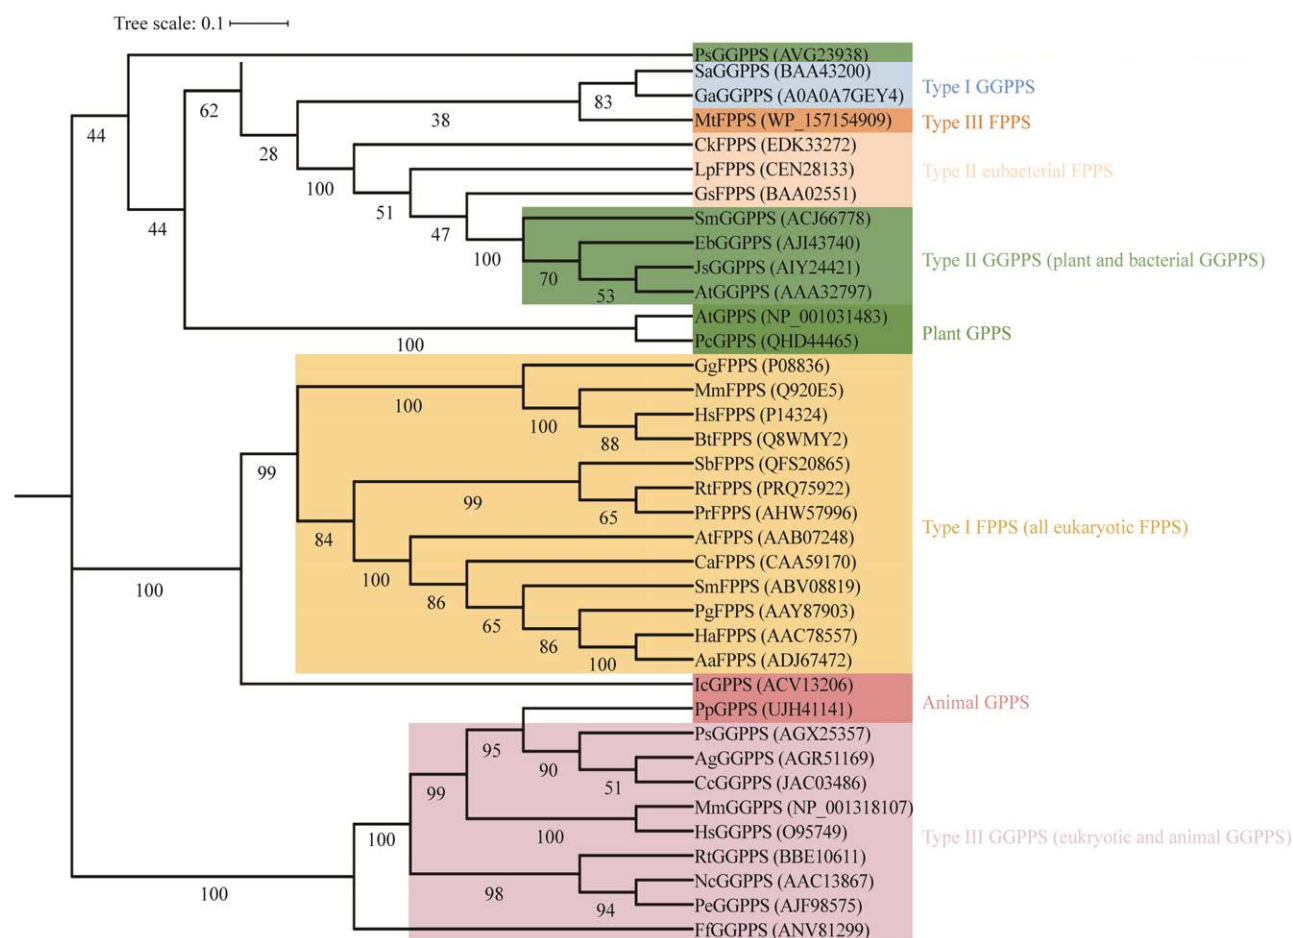 Tree scale: 0.1
PsGGPPS (AVG23938)
SaGGPPS (BAA43200)
GaGGPPS (A0A0A7GEY4)
Type I GGPPS
83
62
38
MtFPPS (WP_157154909)
Type III FPPS
44
28
CkFPPS (EDK33272)
LpFPPS (CEN28133)
Type II eubacterial FPPS
100
GsFPPS (BAA02551)
51
SmGGPPS (ACJ66778)
44
47
EbGGPPS (AJI43740)
100
Type II GGPPS (plant and bacterial GGPPS)
JsGGPPS (AIY24421)
70
AtGGPPS (AAA32797)
53
AtGPPS (NP_001031483)
Plant GPPS
PcGPPS (QHD44465)
100
GgFPPS (P08836)
MmFPPS (Q920E5)
100
HsFPPS (P14324)
100
BtFPPS (Q8WMY2)
88
SbFPPS (QFS20865)
99
RtFPPS (PRQ75922)
99
PrFPPS (AHW57996)
65
Type I FPPS (all eukaryotic FPPS)
AtFPPS (AAB07248)
84
CaFPPS (CAA59170)
100
SmFPPS (ABV08819)
100
86
PgFPPS (AAY87903)
65
HaFPPS (AAC78557)
86
AaFPPS (ADJ67472)
100
IcGPPS (ACV13206)
Animal GPPS
PpGPPS (UJH41141)
PsGGPPS (AGX25357)
95
AgGGPPS (AGR51169)
90
CcGGPPS (JAC03486)
51
99
MmGGPPS (NP_001318107)
HsGGPPS (O95749)
100
100
Type III GGPPS (eukryotic and animal GGPPS)
RtGGPPS (BBE10611)
NcGGPPS (AAC13867)
100
98
PeGGPPS (AJF98575)
94
FfGGPPS (ANV81299)